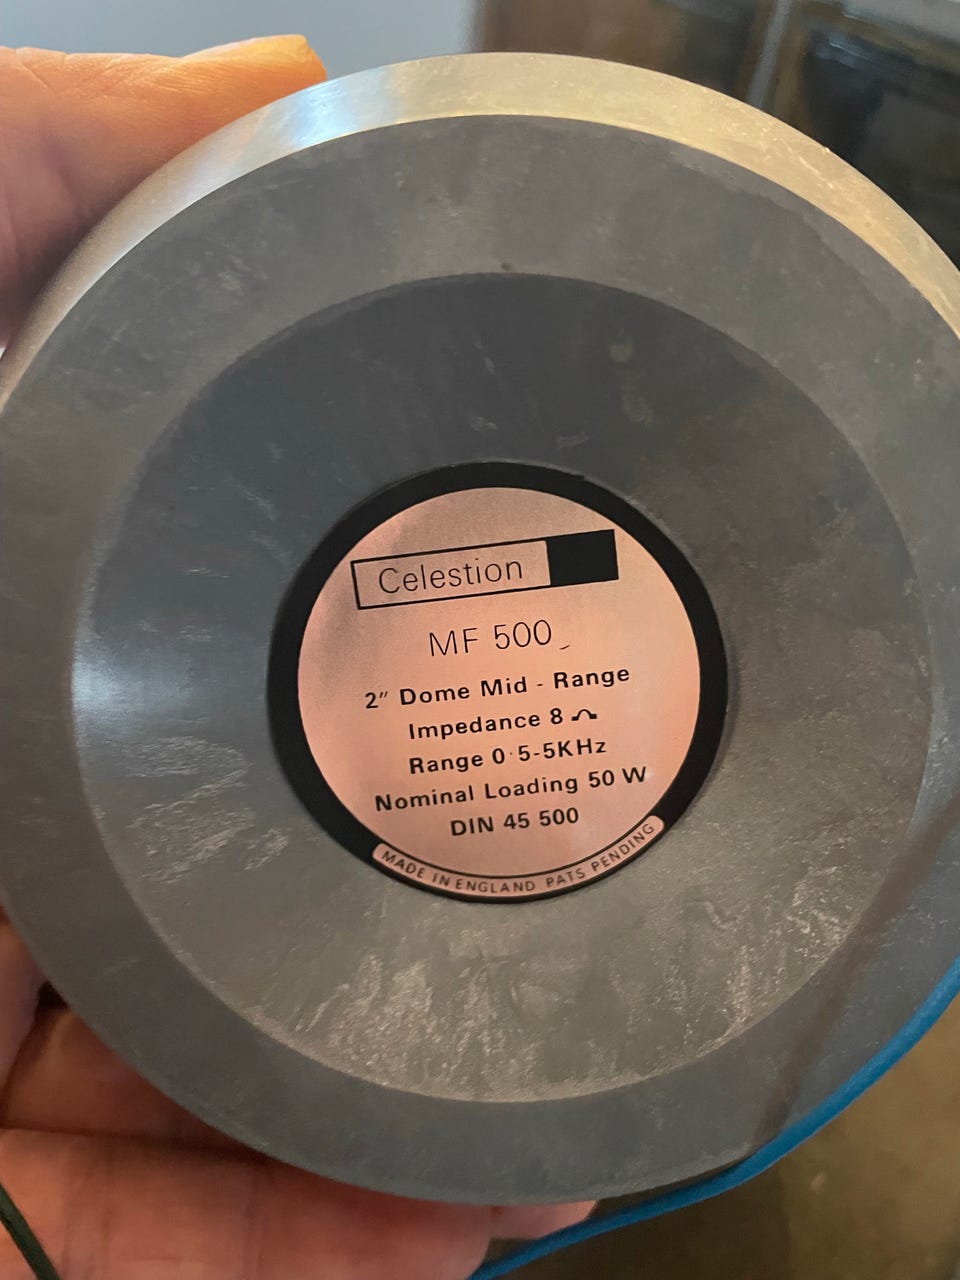 Celestion
MF 500
2" Dome Mid - Range
Impedance 8 Ω
Range 0·5-5KHz
Nominal Loading 50 W
DIN 45 500
MADE IN ENGLAND PATS PENDING